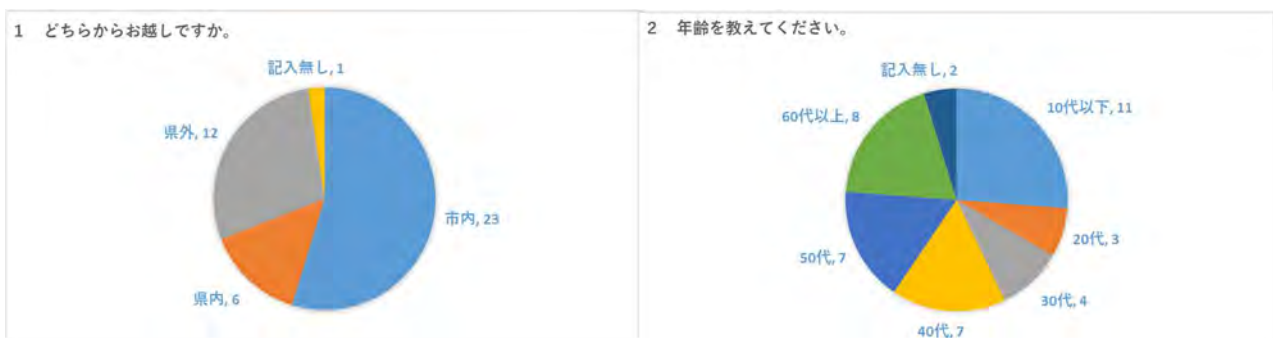 1 どちらからお越しですか。
記入無し, 1
県外, 12
市内, 23
県内, 6
2 年齢を教えてください。
記入無し, 2
60代以上, 8
10代以下, 11
50代, 7
20代, 3
30代, 4
40代, 7